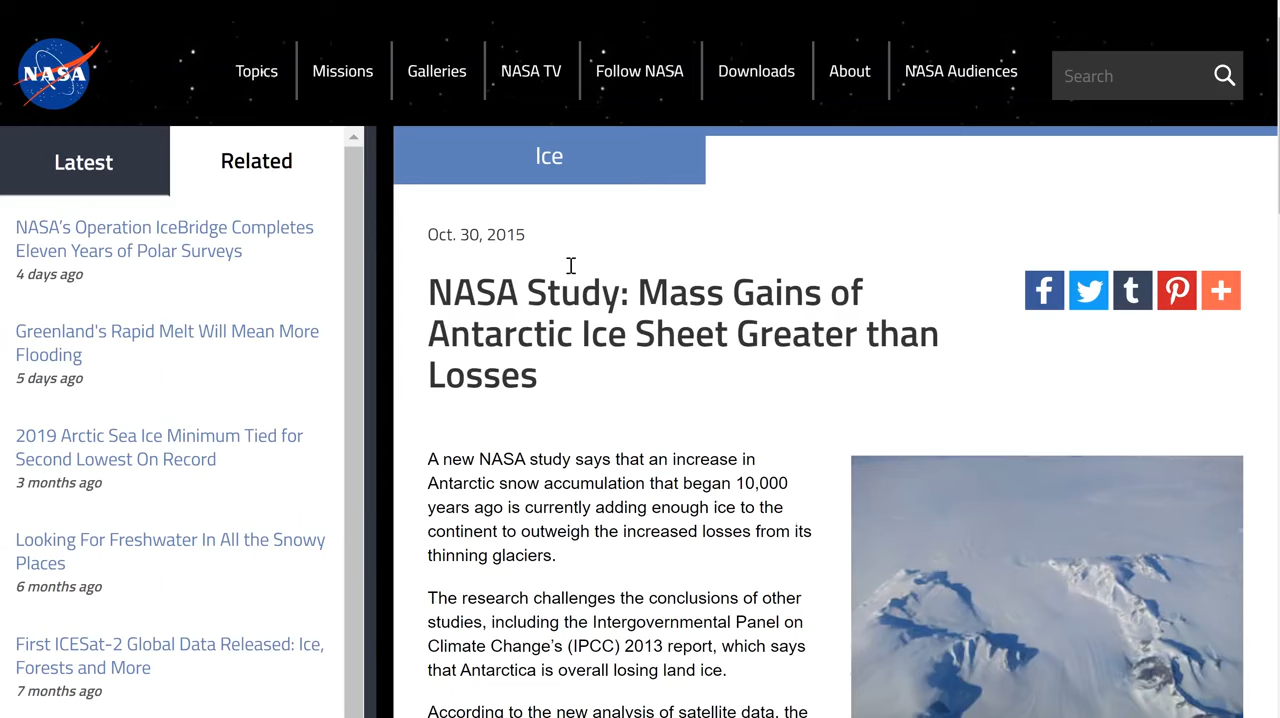 NASA
Topics
Missions
Galleries
NASA TV
Follow NASA
Downloads
About
NASA Audiences
Search
Latest
Related
NASA's Operation IceBridge Completes
Eleven Years of Polar Surveys
4 days ago
Greenland's Rapid Melt Will Mean More
Flooding
5 days ago
2019 Arctic Sea Ice Minimum Tied for
Second Lowest On Record
3 months ago
Looking For Freshwater In All the Snowy
Places
6 months ago
First ICESat-2 Global Data Released: Ice,
Forests and More
7 months ago
Ice
Oct. 30, 2015
NASA Study: Mass Gains of
Antarctic Ice Sheet Greater than
Losses
A new NASA study says that an increase in
Antarctic snow accumulation that began 10,000
years ago is currently adding enough ice to the
continent to outweigh the increased losses from its
thinning glaciers.
The research challenges the conclusions of other
studies, including the Intergovernmental Panel on
Climate Change's (IPCC) 2013 report, which says
that Antarctica is overall losing land ice.
According to the new analysis of satellite data, the